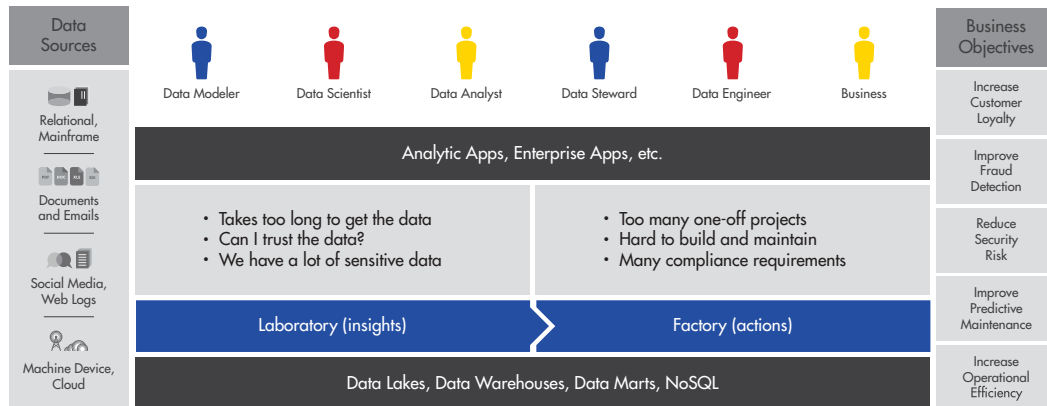 Data
Sources
Relational,
Mainframe
Documents
and Emails
Social Media,
Web Logs
Machine Device,
Cloud
Data Modeler
Data Scientist
Data Analyst
Data Steward
Data Engineer
Business
Analytic Apps, Enterprise Apps, etc.
• Takes too long to get the data
• Can I trust the data?
• We have a lot of sensitive data
• Too many one-off projects
• Hard to build and maintain
• Many compliance requirements
Laboratory (insights)
Factory (actions)
Data Lakes, Data Warehouses, Data Marts, NoSQL
Business
Objectives
Increase
Customer
Loyalty
Improve
Fraud
Detection
Reduce
Security
Risk
Improve
Predictive
Maintenance
Increase
Operational
Efficiency